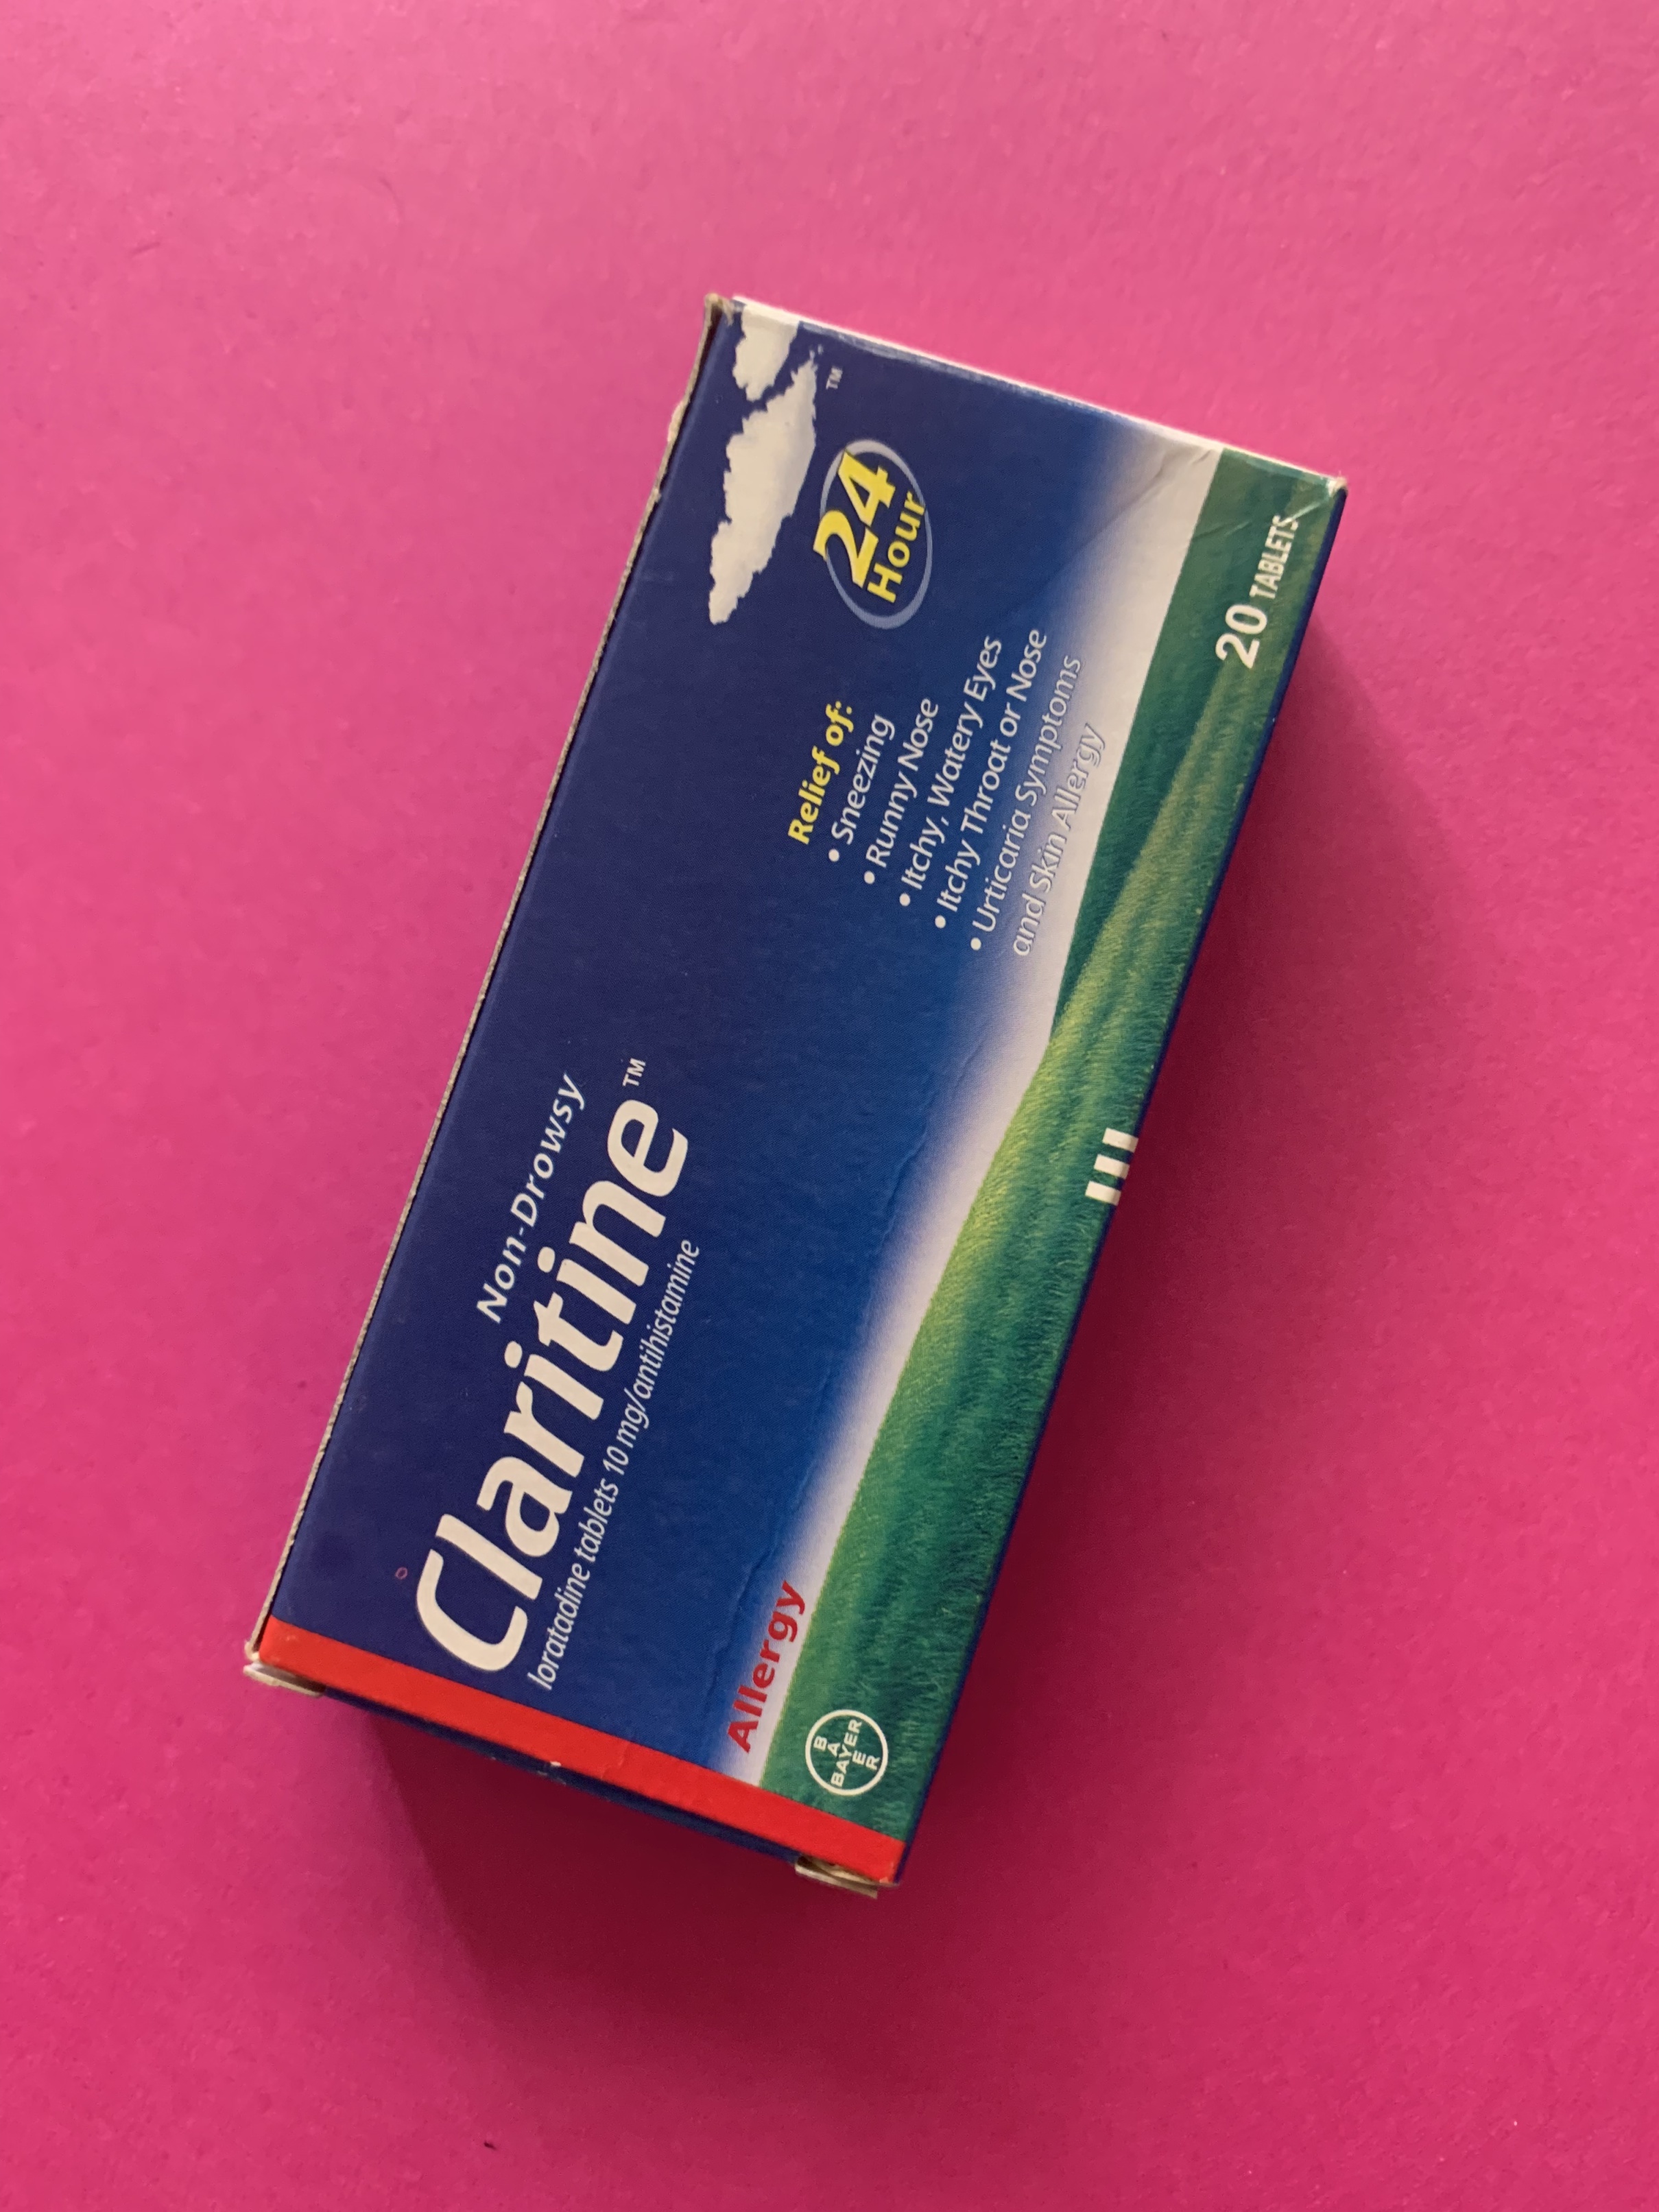 Non-Drowsy
Claritine™
loratadine tablets 10 mg/antihistamine
Allergy
Relief of:
• Sneezing
• Runny Nose
• Itchy, Watery Eyes
• Itchy Throat or Nose
• Urticaria Symptoms
and Skin Allergy
24
Hour
TM
20 TABLETS
BAYER
BAYER